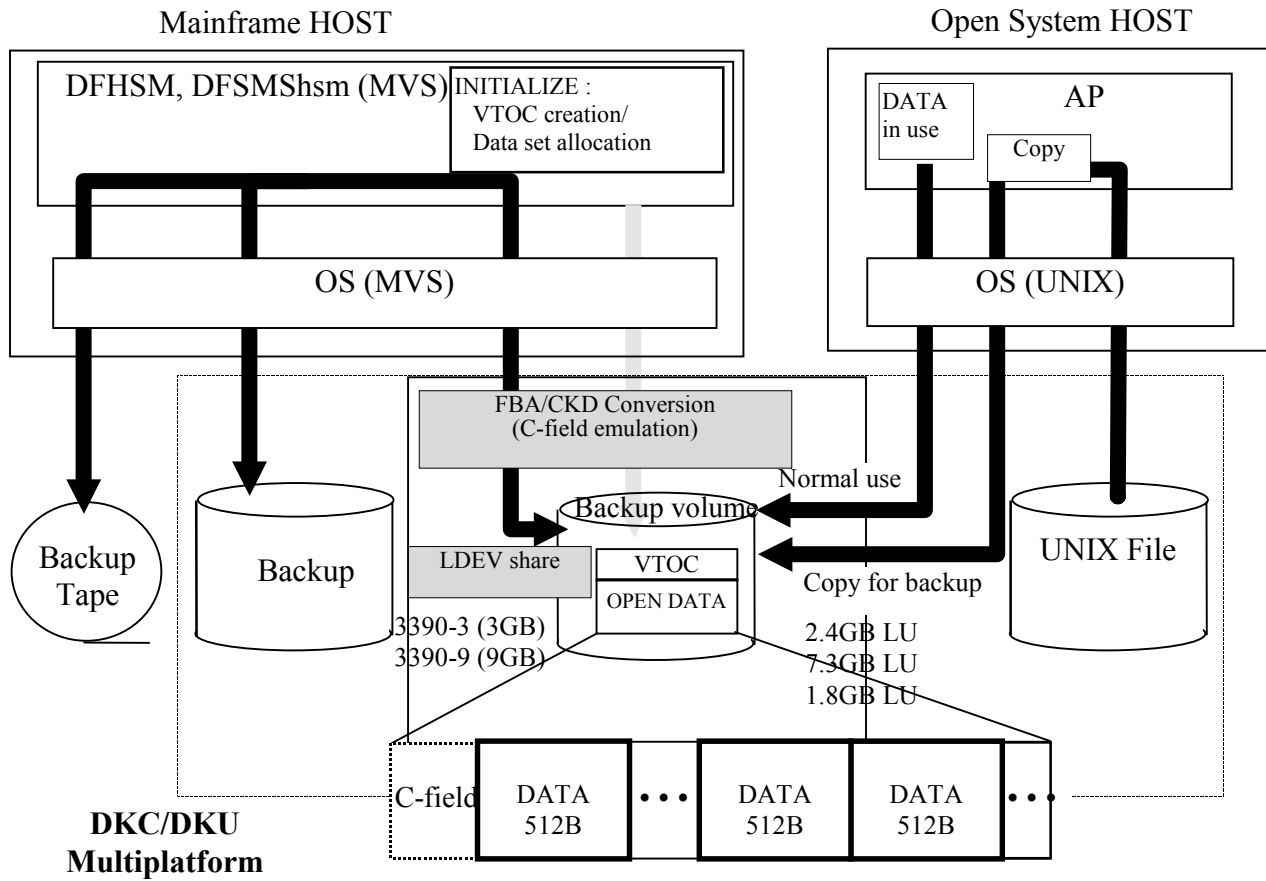 Mainframe HOST
Open System HOST
DFHSM, DFSMShsm (MVS)
INITIALIZE :
VTOC creation/
Data set allocation
DATA
in use
AP
Copy
OS (MVS)
OS (UNIX)
FBA/CKD Conversion
(C-field emulation)
Normal use
Backup volume
Backup
Tape
Backup
LDEV share
VTOC
OPEN DATA
Copy for backup
UNIX File
3390-3 (3GB)
3390-9 (9GB)
2.4GB LU
7.3GB LU
1.8GB LU
C-field
DATA
512B
• • •
DATA
512B
DATA
512B
• • •
DKC/DKU
Multiplatform